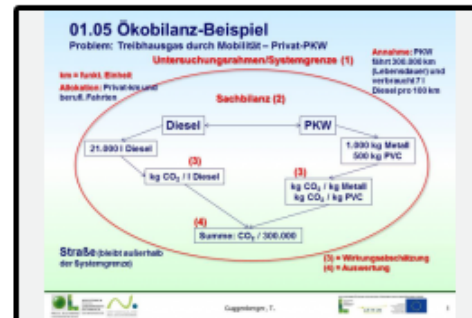 01.05 Ökobilanz-Beispiel
Problem: Treibhausgas durch Mobilität – Privat-PKW
Untersuchungsrahmen/Systemgrenze (1)
Annahme: PKW
fährt 300.000 km
(Lebensdauer) und
verbraucht 7 l
Diesel pro 100 km
km = funkt. Einheit
Allokation: Privat-km und
berufl. Fahrten
Sachbilanz (2)
Diesel
PKW
21.000 l Diesel
1.000 kg Metall
500 kg PVC
(3)
(3)
kg CO₂ / l Diesel
kg CO₂ / kg Metall
kg CO₂ / kg PVC
(4)
Summe: CO₂ / 300.000
Straße (bleibt außerhalb
der Systemgrenze)
(3) = Wirkungsabschätzung
(4) = Auswertung
Guggenberger, T.